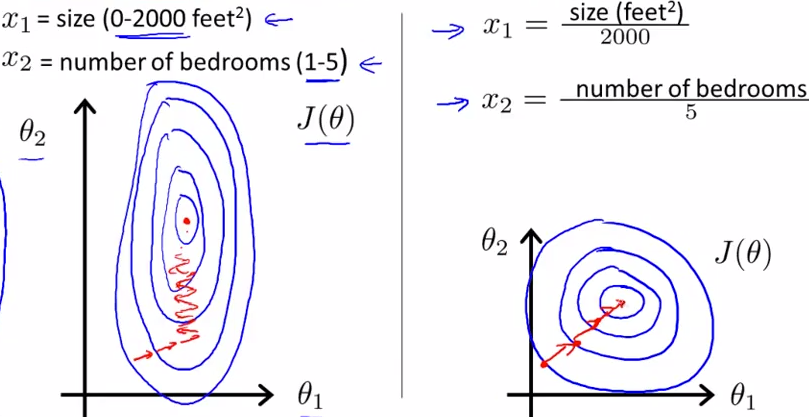 x₁ = size (0-2000 feet²)
x₂ = number of bedrooms (1-5)
θ₂
J(θ)
θ₁
x₁ = size (feet²) / 2000
x₂ = number of bedrooms / 5
θ₂
J(θ)
θ₁